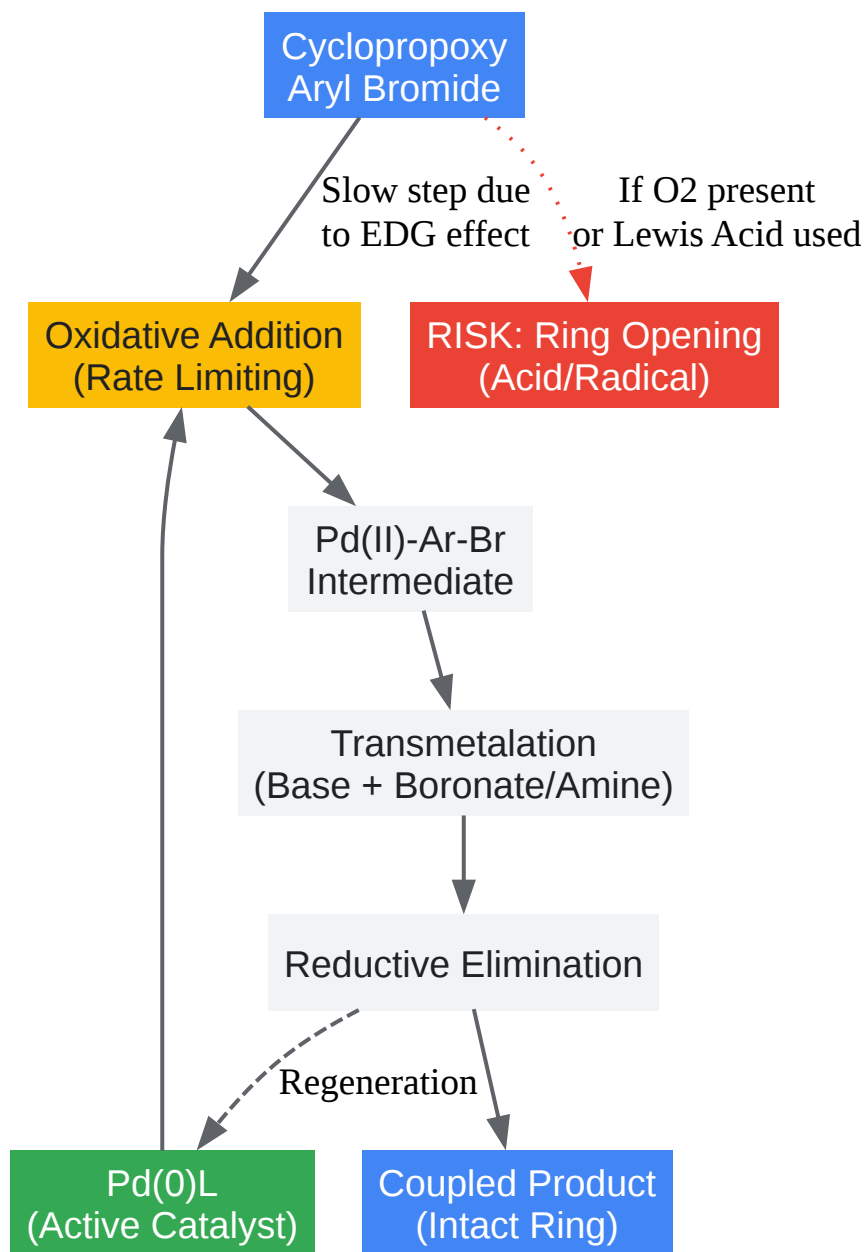 Cyclopropoxy
Aryl Bromide
Slow step due
to EDG effect
If O2 present
or Lewis Acid used
Oxidative Addition
(Rate Limiting)
RISK: Ring Opening
(Acid/Radical)
Pd(II)-Ar-Br
Intermediate
Transmetalation
(Base + Boronate/Amine)
Reductive Elimination
Regeneration
Pd(0)L
(Active Catalyst)
Coupled Product
(Intact Ring)